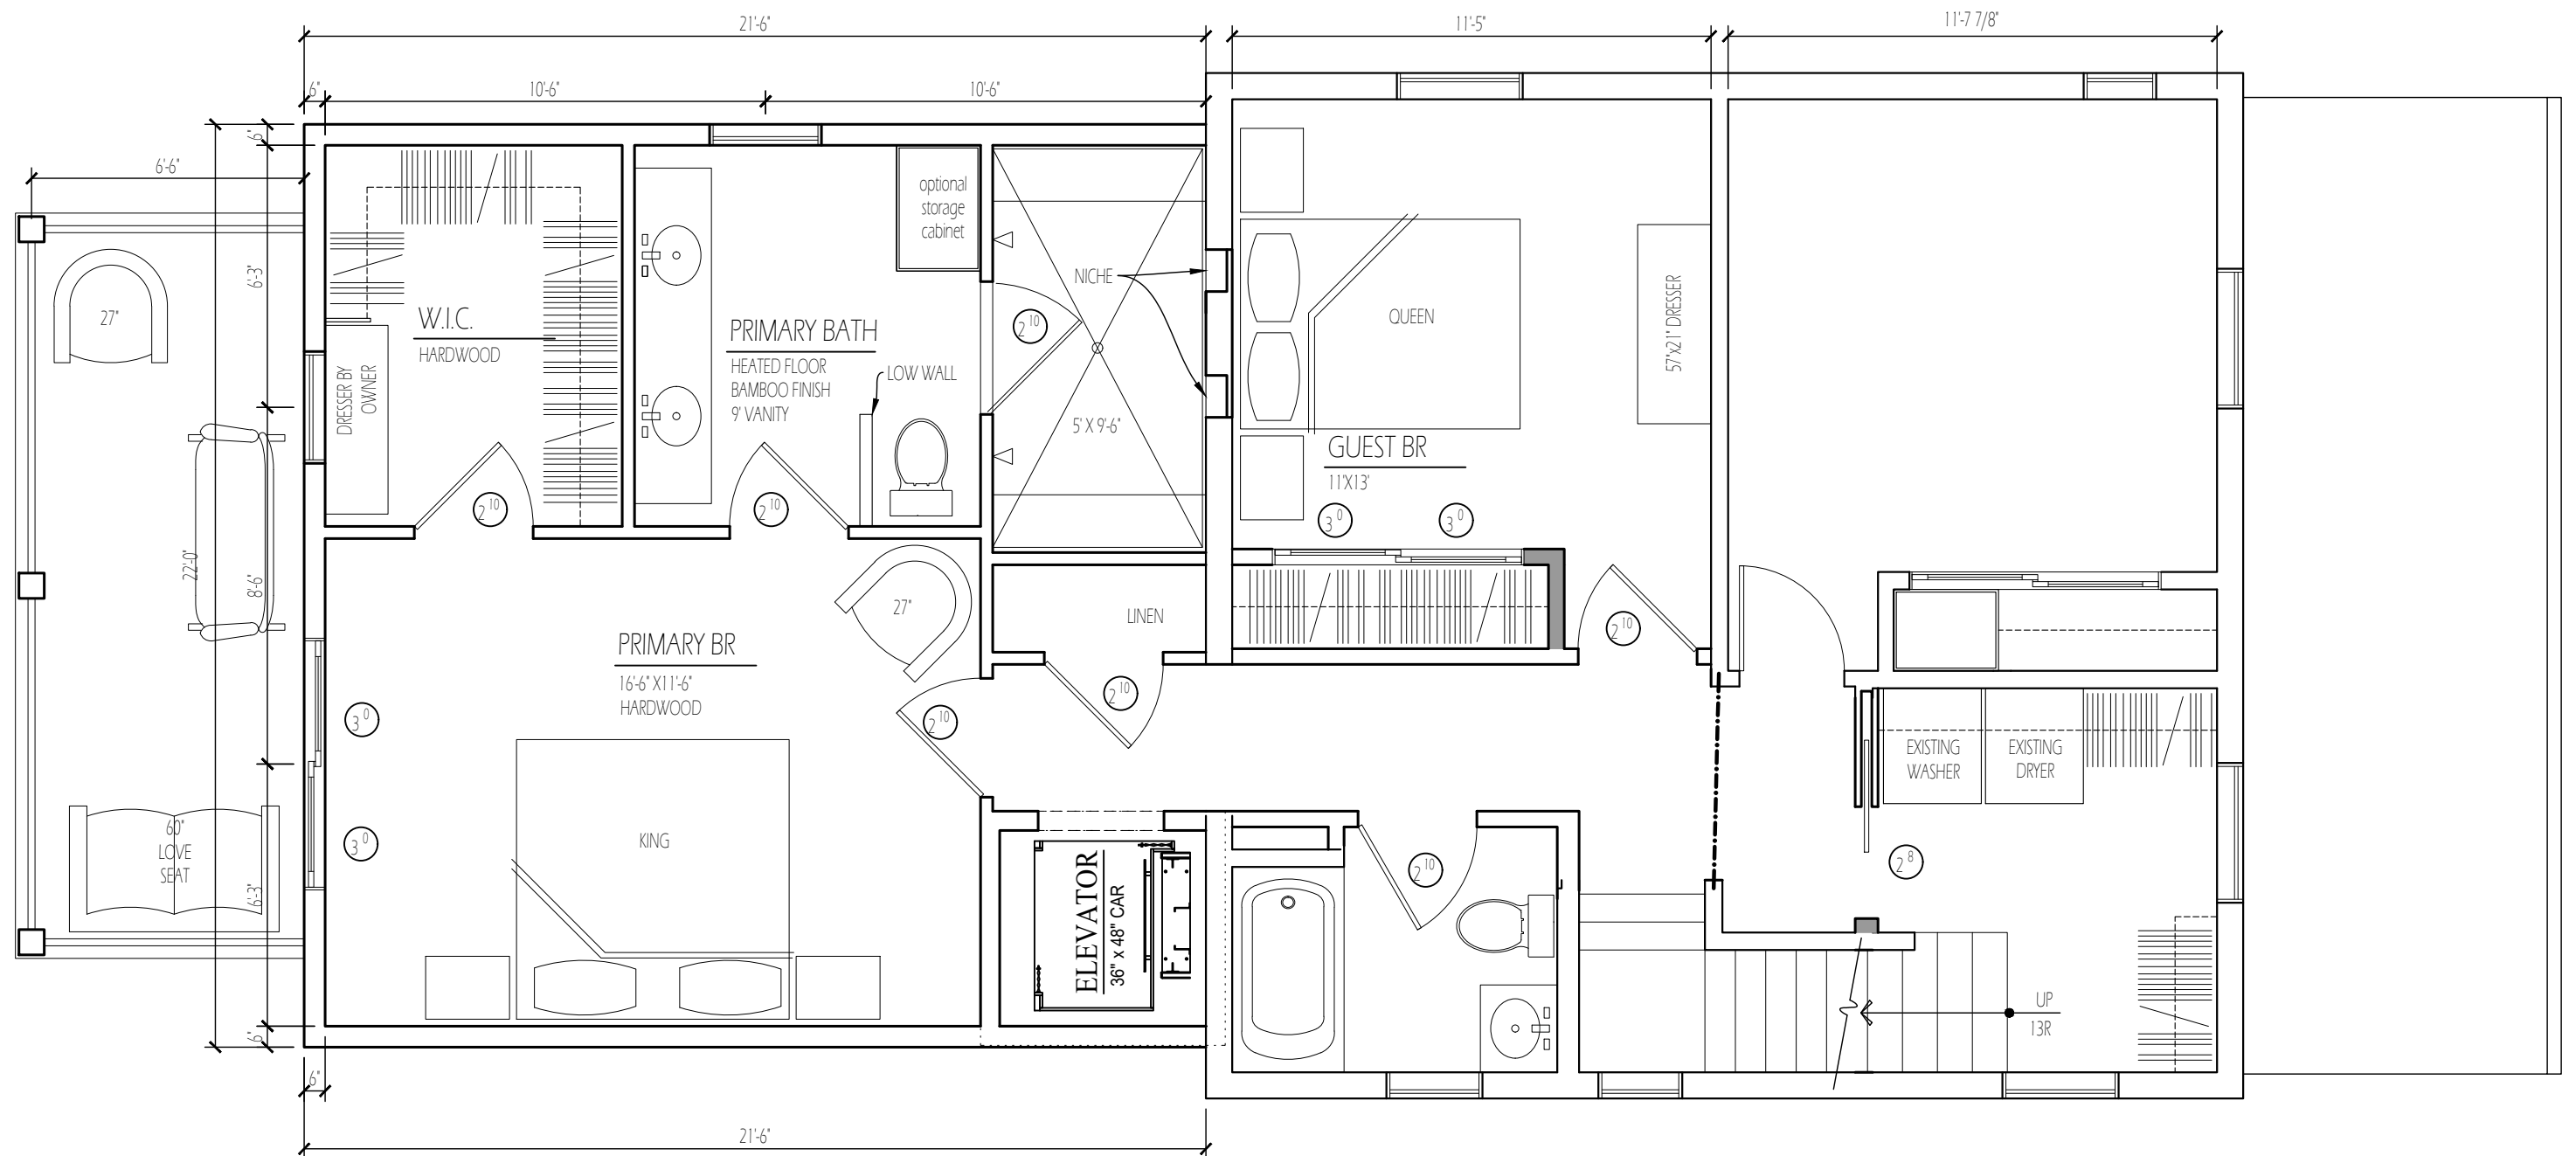 21'-6"
11'-5"
11'-7 7/8"
6"
10'-6"
10'-6"
6'-6"
6"
6'-3"
22'-0"
8'-6"
6'-3"
6"
27"
60"
LOVE
SEAT
W.I.C.
HARDWOOD
DRESSER BY
OWNER
2 10
PRIMARY BATH
HEATED FLOOR
BAMBOO FINISH
9' VANITY
optional
storage
cabinet
LOW WALL
2 10
2 10
NICHE
5' X 9'-6"
QUEEN
57"x21" DRESSER
GUEST BR
11'X13'
3 0
3 0
2 10
PRIMARY BR
16'-6" X11'-6"
HARDWOOD
27"
LINEN
2 10
2 10
3 0
3 0
KING
ELEVATOR
36" x 48" CAR
2 10
EXISTING
WASHER
EXISTING
DRYER
2 8
UP
13R
6"
21'-6"